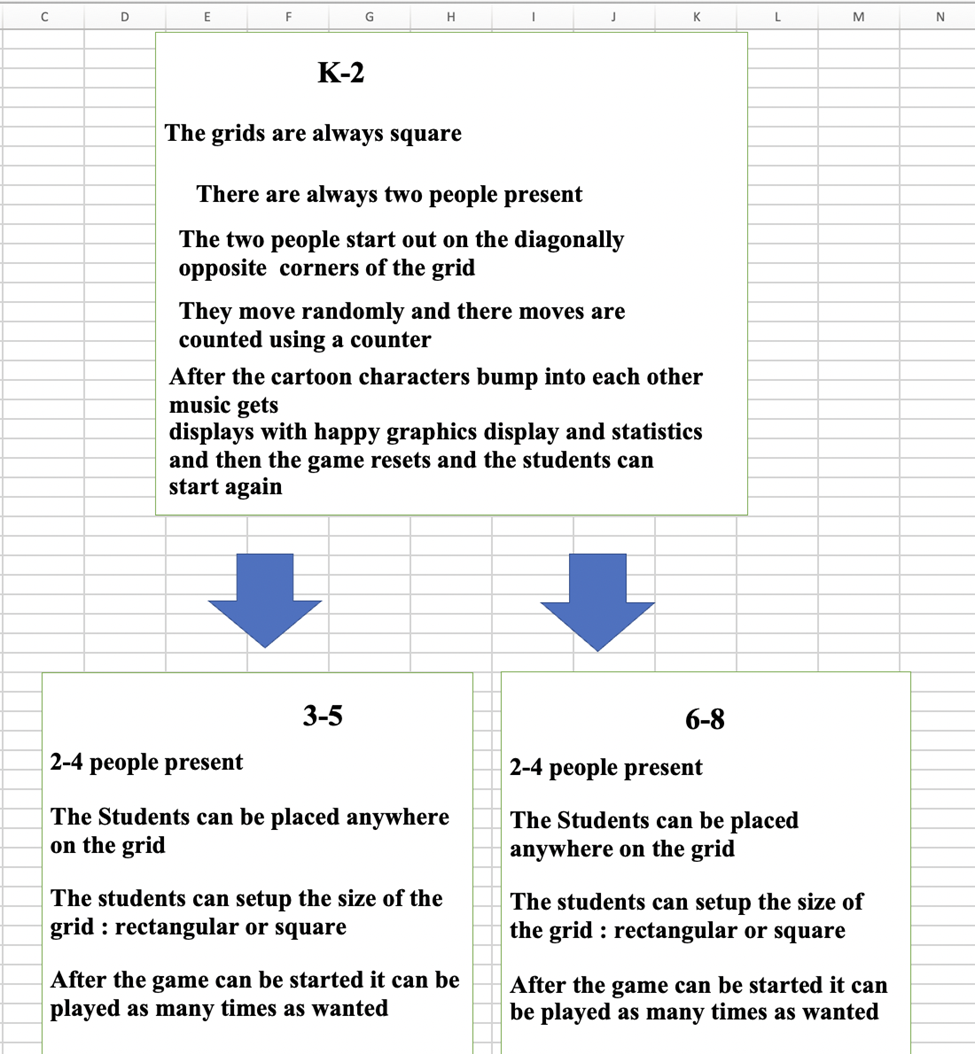 C D E F G H I J K L M N
K-2
The grids are always square
There are always two people present
The two people start out on the diagonally
opposite corners of the grid
They move randomly and there moves are
counted using a counter
After the cartoon characters bump into each other
music gets
displays with happy graphics display and statistics
and then the game resets and the students can
start again
3-5
2-4 people present
The Students can be placed anywhere
on the grid
The students can setup the size of the
grid : rectangular or square
After the game can be started it can be
played as many times as wanted
6-8
2-4 people present
The Students can be placed
anywhere on the grid
The students can setup the size of
the grid : rectangular or square
After the game can be started it can
be played as many times as wanted